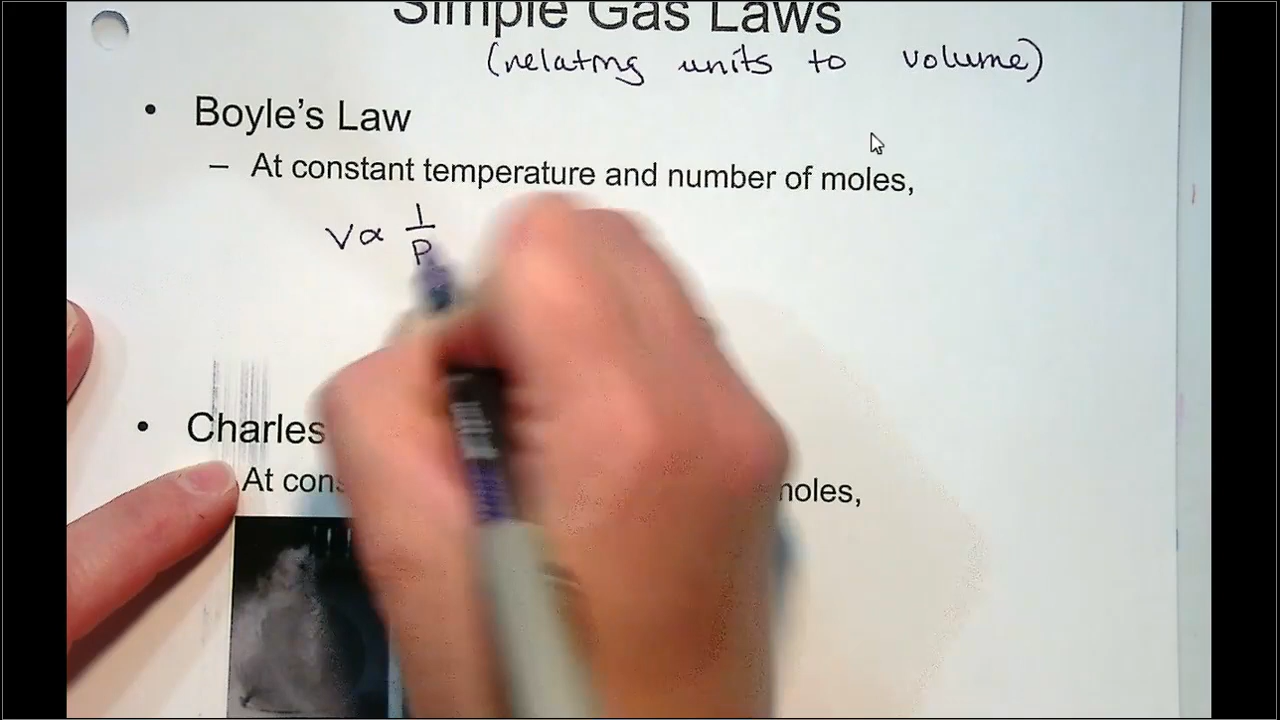 Simple Gas Laws
(relating units to volume)
• Boyle's Law
– At constant temperature and number of moles,
V ∝ 1/P
• Charles
At cons moles,